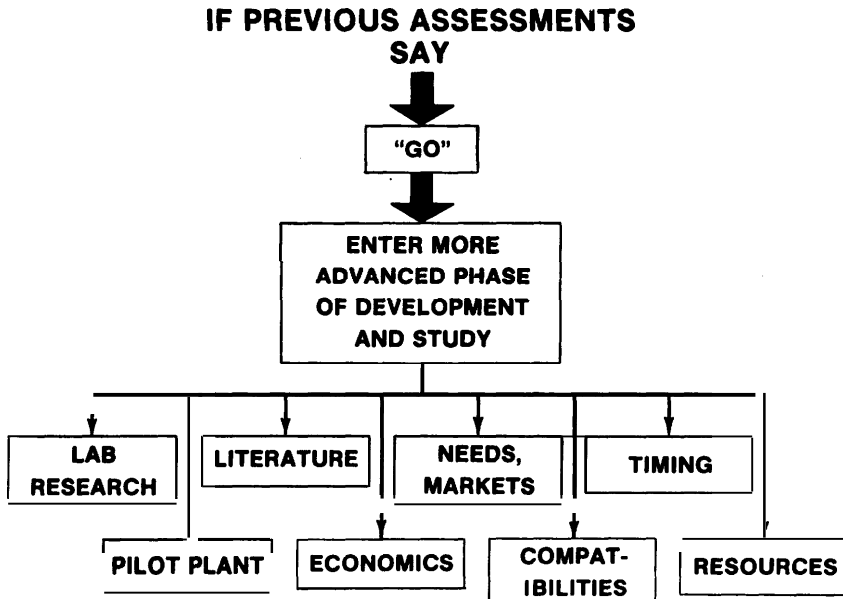 IF PREVIOUS ASSESSMENTS
SAY
“GO”
ENTER MORE
ADVANCED PHASE
OF DEVELOPMENT
AND STUDY
LAB
RESEARCH
LITERATURE
NEEDS,
MARKETS
TIMING
PILOT PLANT
ECONOMICS
COMPAT-
IBILITIES
RESOURCES